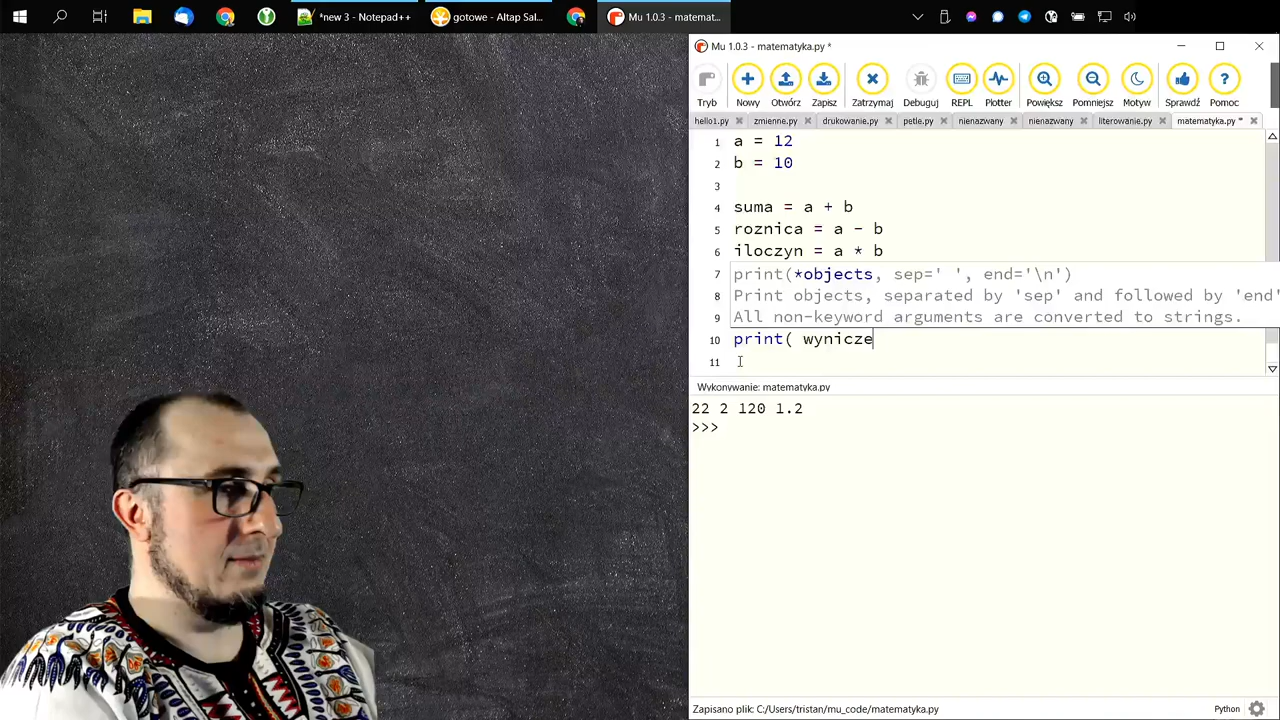 *new 3 - Notepad++
gotowe - Altap Sal...
Mu 1.0.3 - matemat...
Mu 1.0.3 - matematyka.py *
Tryb
Nowy
Otwórz
Zapisz
Zatrzymaj
Debuguj
REPL
Plotter
Powiększ
Pomniejsz
Motyw
Sprawdź
Pomoc
hello1.py
zmienne.py
drukowanie.py
petle.py
nienazwany
nienazwany
literowanie.py
matematyka.py *
1 a = 12
2 b = 10
3
4 suma = a + b
5 roznica = a - b
6 iloczyn = a * b
7 print(*objects, sep=' ', end='\n')
8 Print objects, separated by 'sep' and followed by 'end'
9 All non-keyword arguments are converted to strings.
10 print( wynicze
11
Wykonywanie: matematyka.py
22 2 120 1.2
>>>
Zapisano plik: C:/Users/tristan/mu_code/matematyka.py
Python